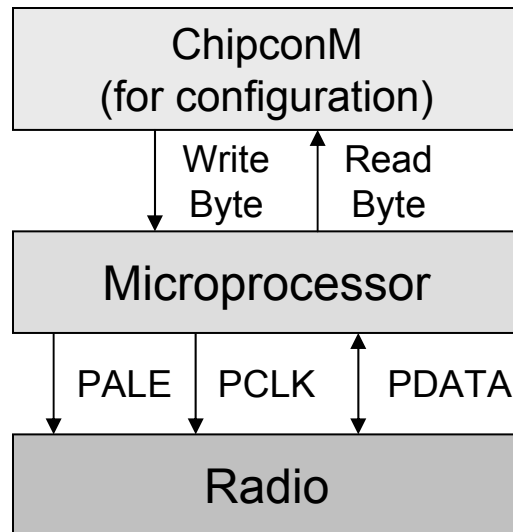 ChipconM
(for configuration)
Write Read
Byte Byte
Microprocessor
PALE PCLK PDATA
Radio